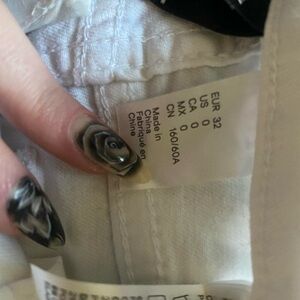 EUR 32
US 0
CA 0
MX 0
CN 160/60A
Made in
China
Fabriqué en
Chine